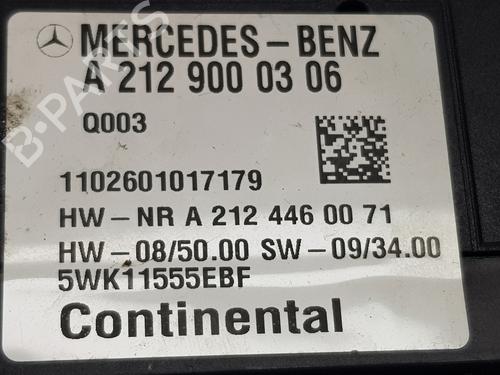 MERCEDES-BENZ
A 212 900 03 06
Q003
1102601017179
HW-NR A 212 446 00 71
HW-08/50.00 SW-09/34.00
5WK11555EBF
Continental
B-PARTS